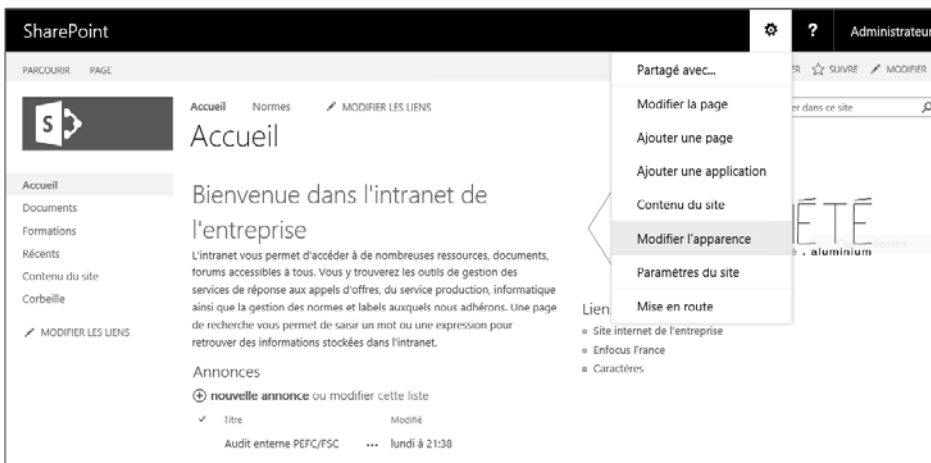 SharePoint
?
Administrateur
PARCOURIR PAGE
SUIVRE MODIFIER
Partagé avec...
Modifier la page
Ajouter une page
Ajouter une application
Contenu du site
Modifier l'apparence
Paramètres du site
Mise en route
S
Accueil Normes MODIFIER LES LIENS
er dans ce site
Accueil
Accueil
Documents
Formations
Récents
Contenu du site
Corbeille
MODIFIER LES LIENS
Bienvenue dans l'intranet de
l'entreprise
L'intranet vous permet d'accéder à de nombreuses ressources, documents,
forums accessibles à tous. Vous y trouverez les outils de gestion des
services de réponse aux appels d'offres, du service production, informatique
ainsi que la gestion des normes et labels auxquels nous adhérons. Une page
de recherche vous permet de saisir un mot ou une expression pour
retrouver des informations stockées dans l'intranet.
ÉTÉ
. aluminium
Lien
Site internet de l'entreprise
Enfocus France
Caractères
Annonces
nouvelle annonce ou modifier cette liste
Titre Modifié
Audit enterne PEFC/FSC ... lundi à 21:38